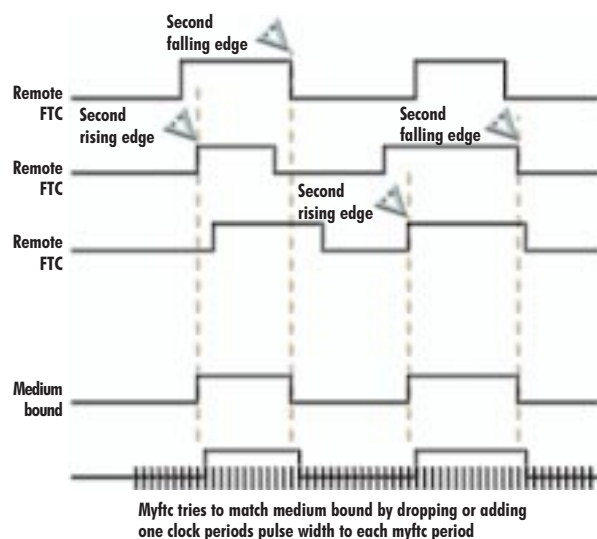 Second
falling edge
Remote
FTC
Second
rising edge
Second
falling edge
Remote
FTC
Second
rising edge
Remote
FTC
Medium
bound
Myftc tries to match medium bound by dropping or adding
one clock periods pulse width to each myftc period